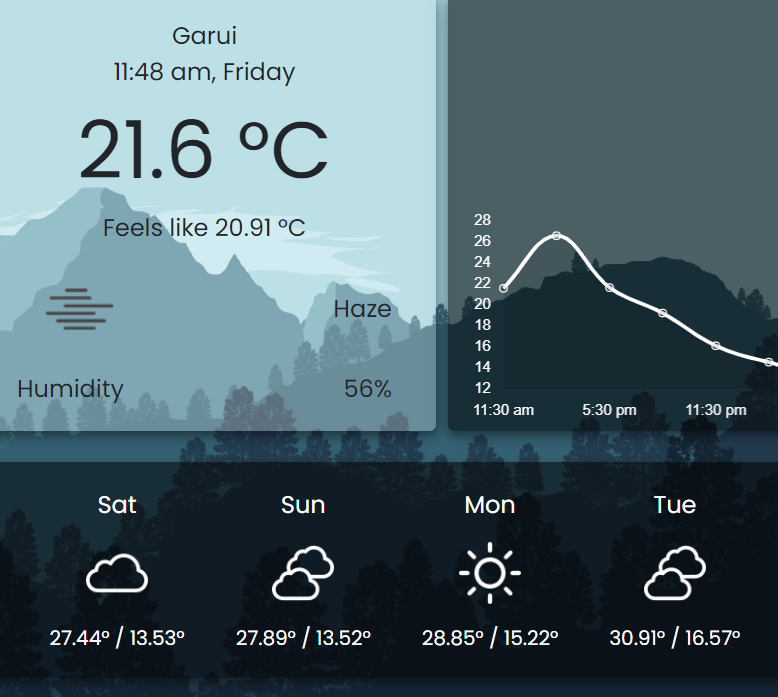 Garui
11:48 am, Friday
21.6 °C
Feels like 20.91 °C
Haze
Humidity 56%
28
26
24
22
20
18
16
14
12
11:30 am 5:30 pm 11:30 pm
Sat Sun Mon Tue
27.44° / 13.53° 27.89° / 13.52° 28.85° / 15.22° 30.91° / 16.57°